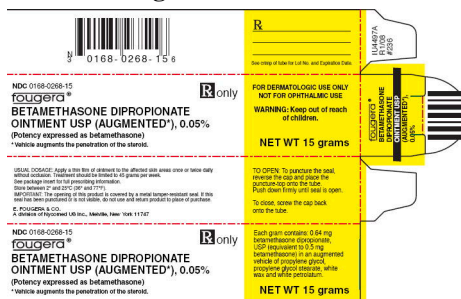 N
3
0168-0268-15
6
Rx
See crimp of tube for Lot No. and Expiration Date.
IU4497A
R1/08
#236
NDC 0168-0268-15
fougera®
Rx only
BETAMETHASONE DIPROPIONATE
OINTMENT USP (AUGMENTED*), 0.05%
(Potency expressed as betamethasone)
* Vehicle augments the penetration of the steroid.
FOR DERMATOLOGIC USE ONLY
NOT FOR OPHTHALMIC USE
WARNING: Keep out of reach
of children.
NET WT 15 grams
fougera®
BETAMETHASONE
DIPROPIONATE
OINTMENT USP
(AUGMENTED*),
0.05%
USUAL DOSAGE: Apply a thin film of ointment to the affected skin areas once or twice daily
without occlusion. Treatment should be limited to 45 grams per week.
See package insert for full prescribing information.
Store between 2° and 25°C (36° and 77°F).
IMPORTANT: The opening of this product is covered by a metal tamper-resistant seal. If this
seal has been punctured or is not visible, do not use and return product to place of purchase.
E. FOUGERA & CO.
A division of Nycomed US Inc., Melville, New York 11747
TO OPEN: To puncture the seal,
reverse the cap and place the
puncture-top onto the tube.
Push down firmly until seal is open.
To close, screw the cap back
onto the tube.
NDC 0168-0268-15
fougera®
Rx only
BETAMETHASONE DIPROPIONATE
OINTMENT USP (AUGMENTED*), 0.05%
(Potency expressed as betamethasone)
* Vehicle augments the penetration of the steroid.
Each gram contains: 0.64 mg
betamethasone dipropionate,
USP (equivalent to 0.5 mg
betamethasone) in an augmented
vehicle of propylene glycol,
propylene glycol stearate, white
wax and white petrolatum.
NET WT 15 grams